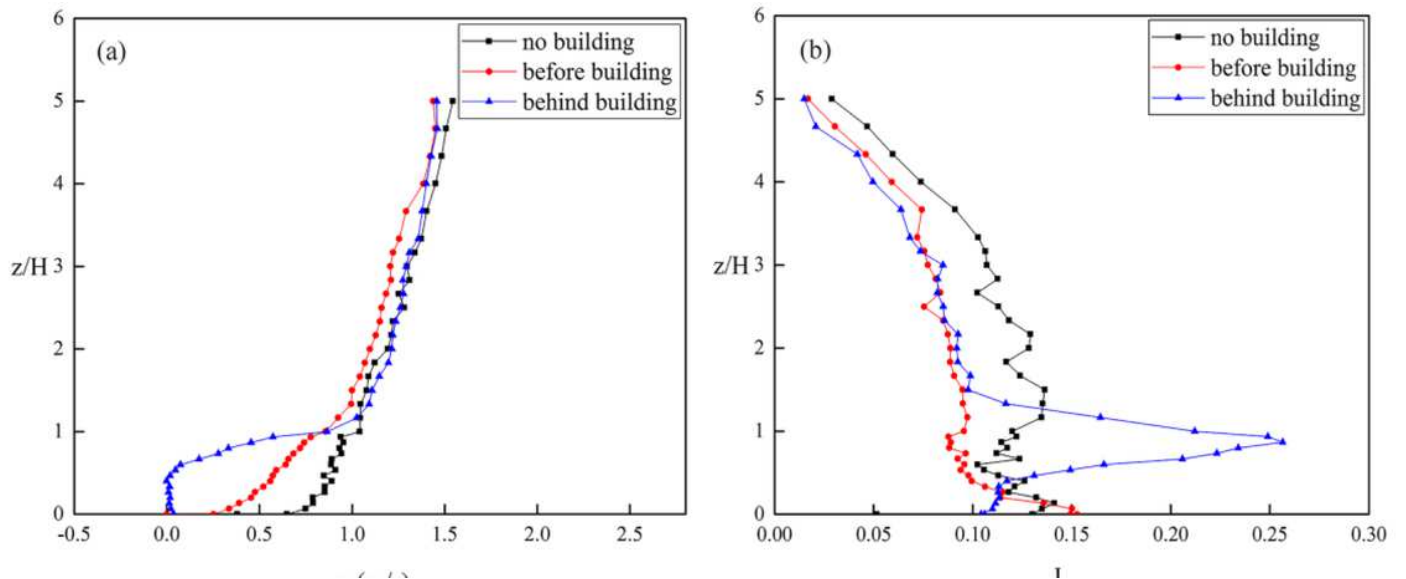 (a)
no building
before building
behind building
6
5
4
z/H 3
2
1
0
-0.5 0.0 0.5 1.0 1.5 2.0 2.5
(b)
no building
before building
behind building
6
5
4
z/H 3
2
1
0
0.00 0.05 0.10 0.15 0.20 0.25 0.30